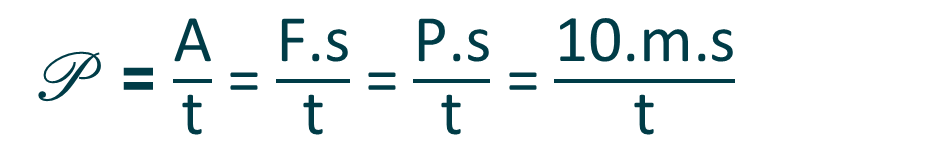 𝒫 = A/t = F.s/t = P.s/t = 10.m.s/t